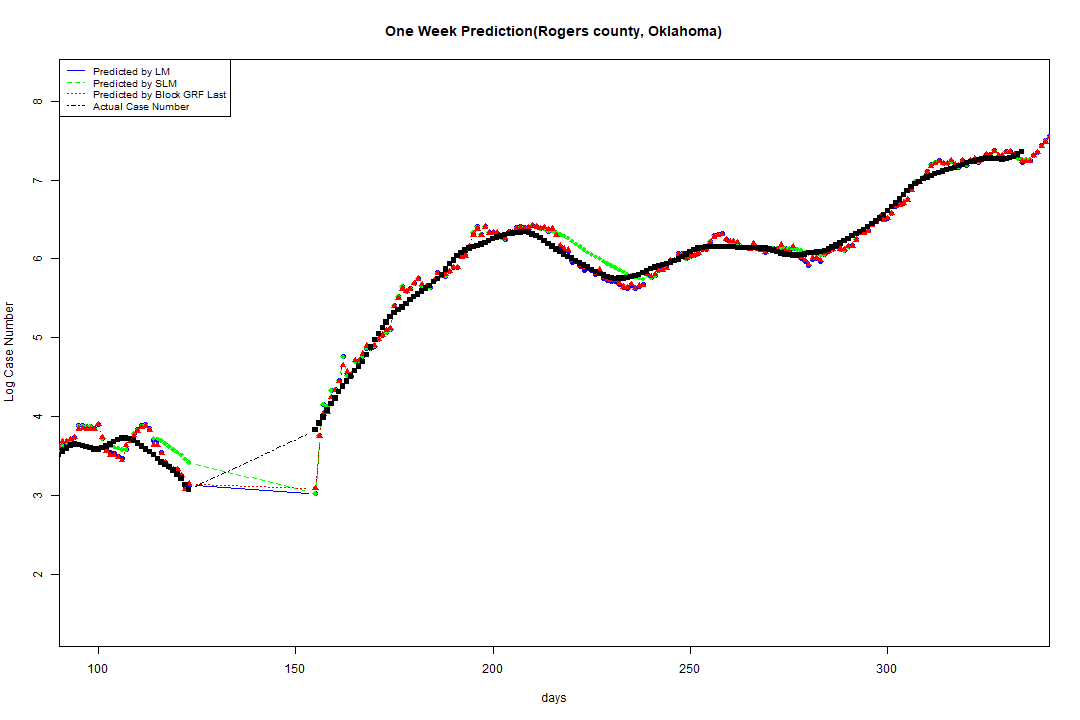 One Week Prediction(Rogers county, Oklahoma)
Predicted by LM
Predicted by SLM
Predicted by Block GRF Last
Actual Case Number
Log Case Number
8
7
6
5
4
3
2
100 150 200 250 300
days